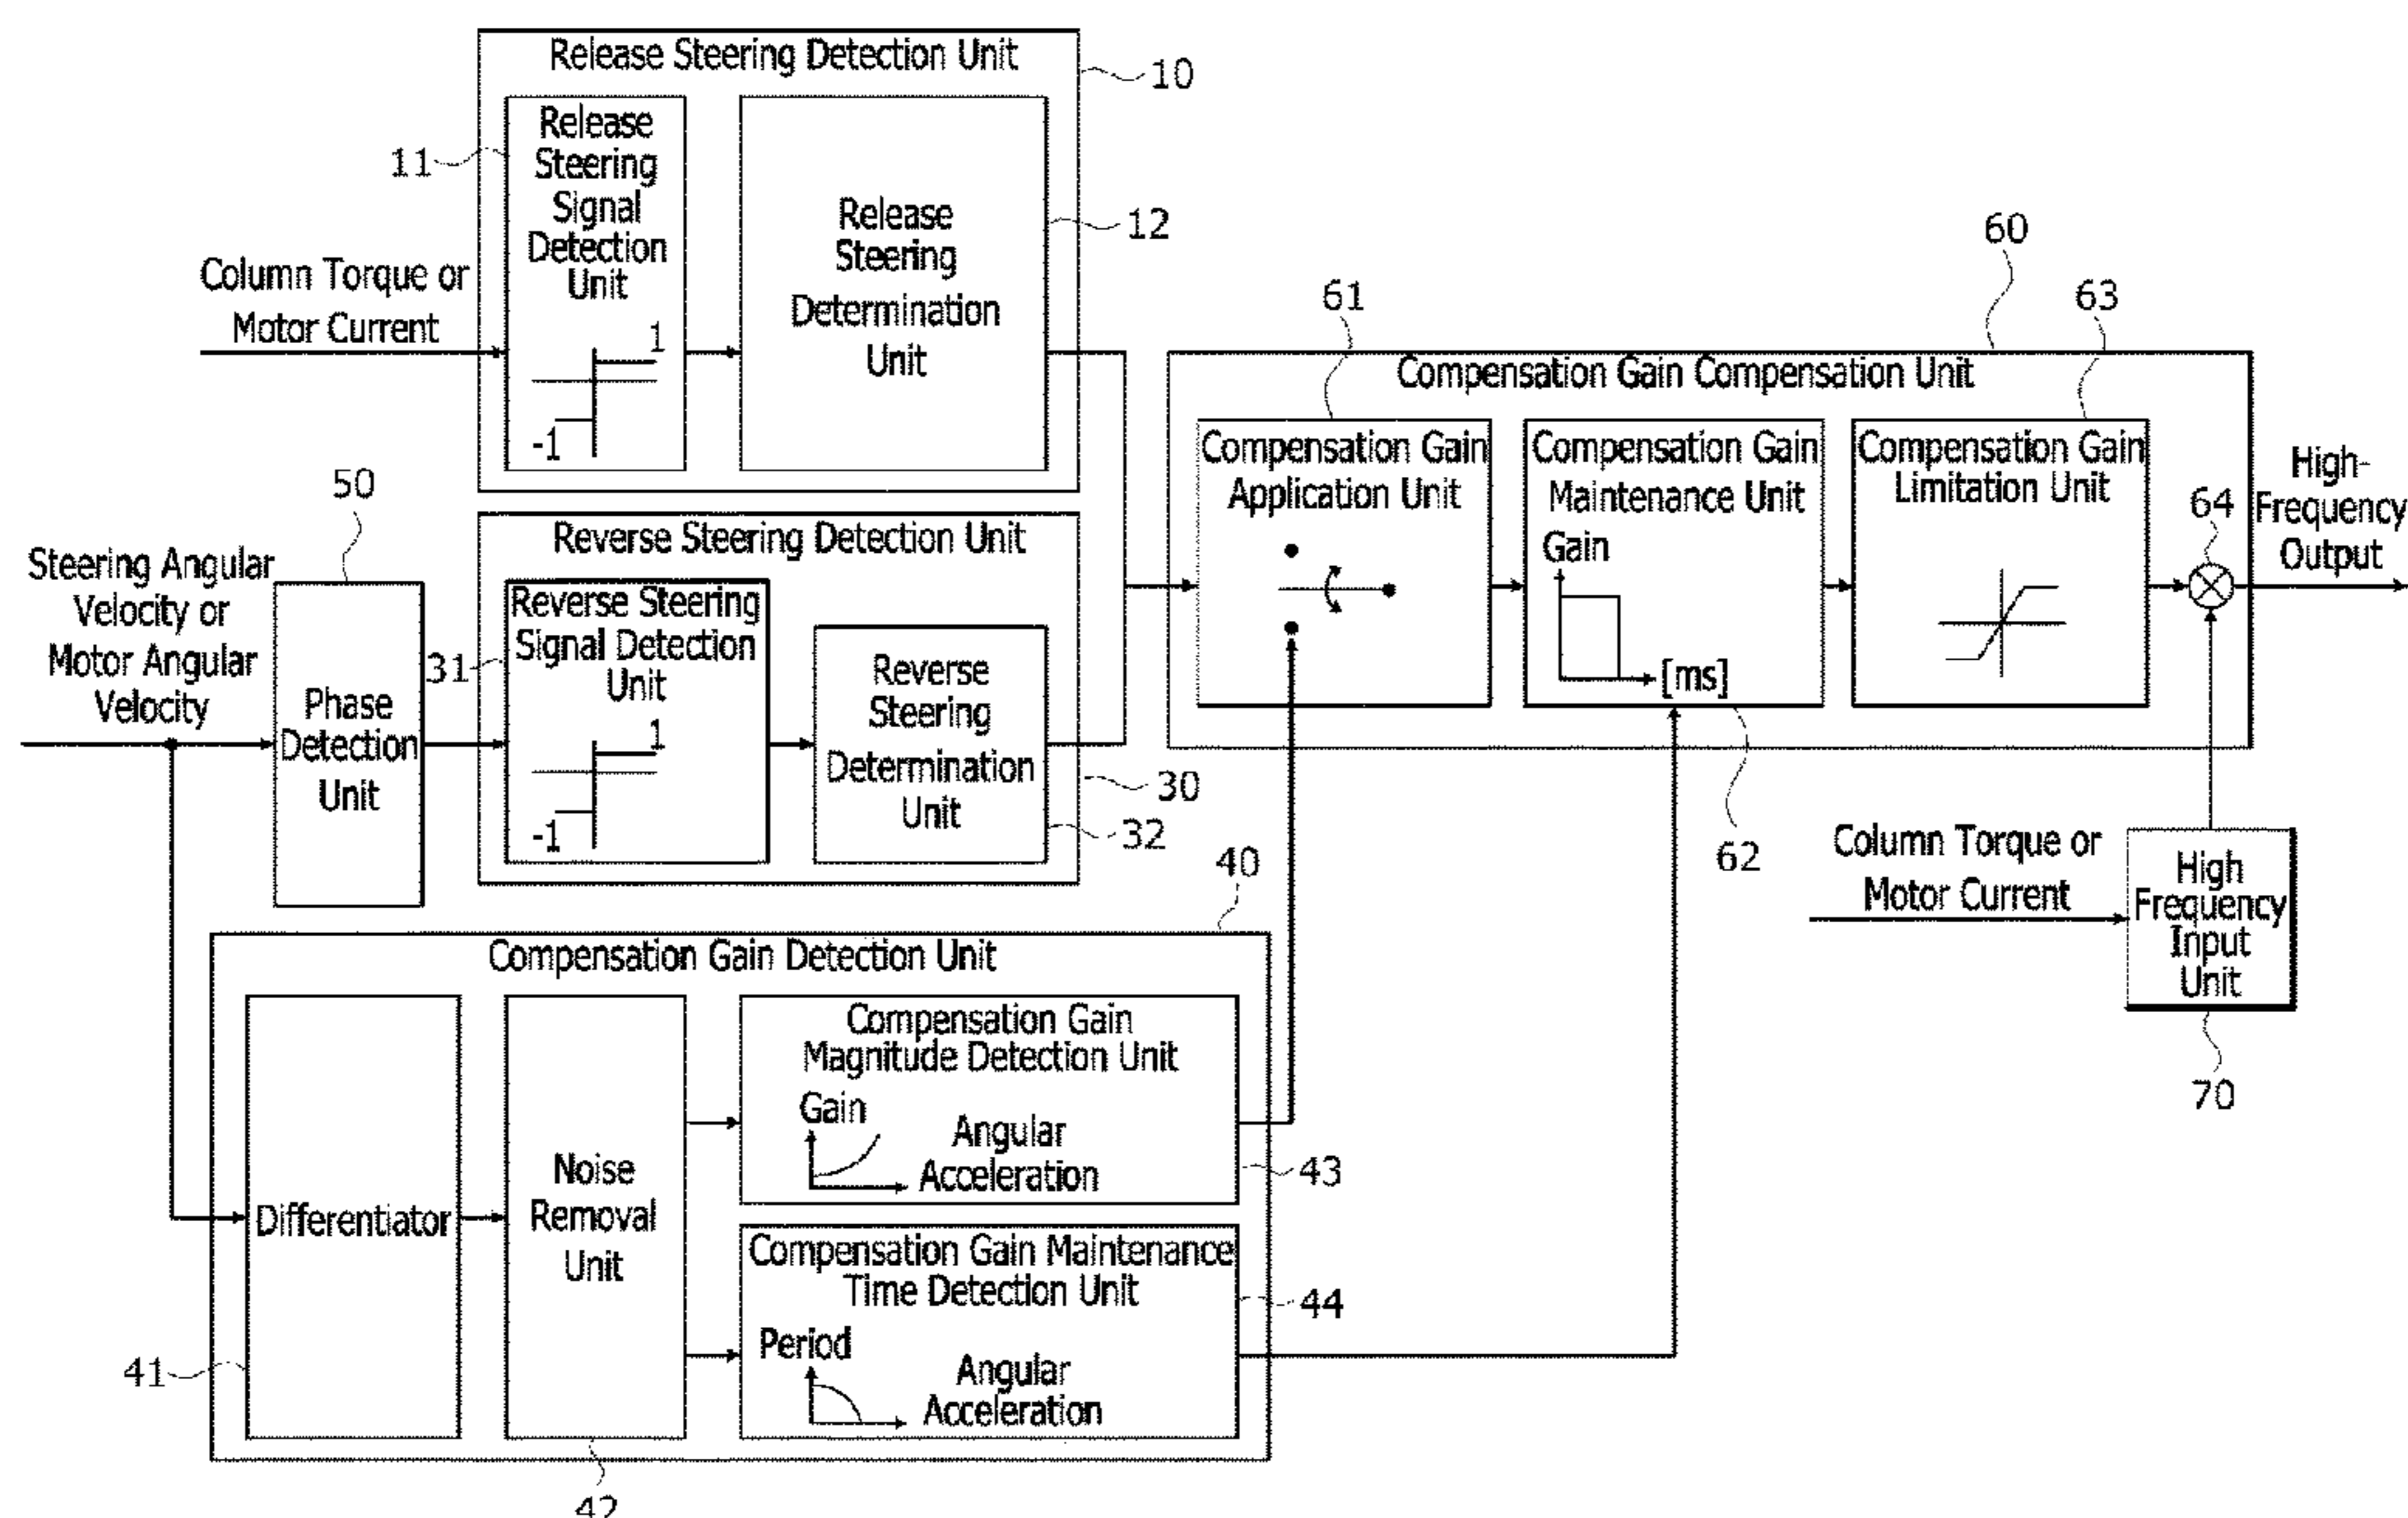 Release Steering Detection Unit
10
Release
Steering
Signal
Detection
Unit
1
-1
11
Release
Steering
Determination
Unit
12
Column Torque or
Motor Current
Steering Angular
Velocity or
Motor Angular
Velocity
50
Phase
Detection
Unit
Reverse Steering Detection Unit
31
Reverse Steering
Signal Detection
Unit
1
-1
Reverse
Steering
Determination
Unit
30
32
40
Compensation Gain Detection Unit
Differentiator
41
Noise
Removal
Unit
42
Compensation Gain
Magnitude Detection Unit
Gain
Angular
Acceleration
43
Compensation Gain Maintenance
Time Detection Unit
Period
Angular
Acceleration
44
60
61
63
Compensation Gain Compensation Unit
Compensation Gain
Application Unit
Compensation Gain
Maintenance Unit
Gain
[ms]
62
Compensation Gain
Limitation Unit
64
High-
Frequency
Output
Column Torque or
Motor Current
High
Frequency
Input
Unit
70